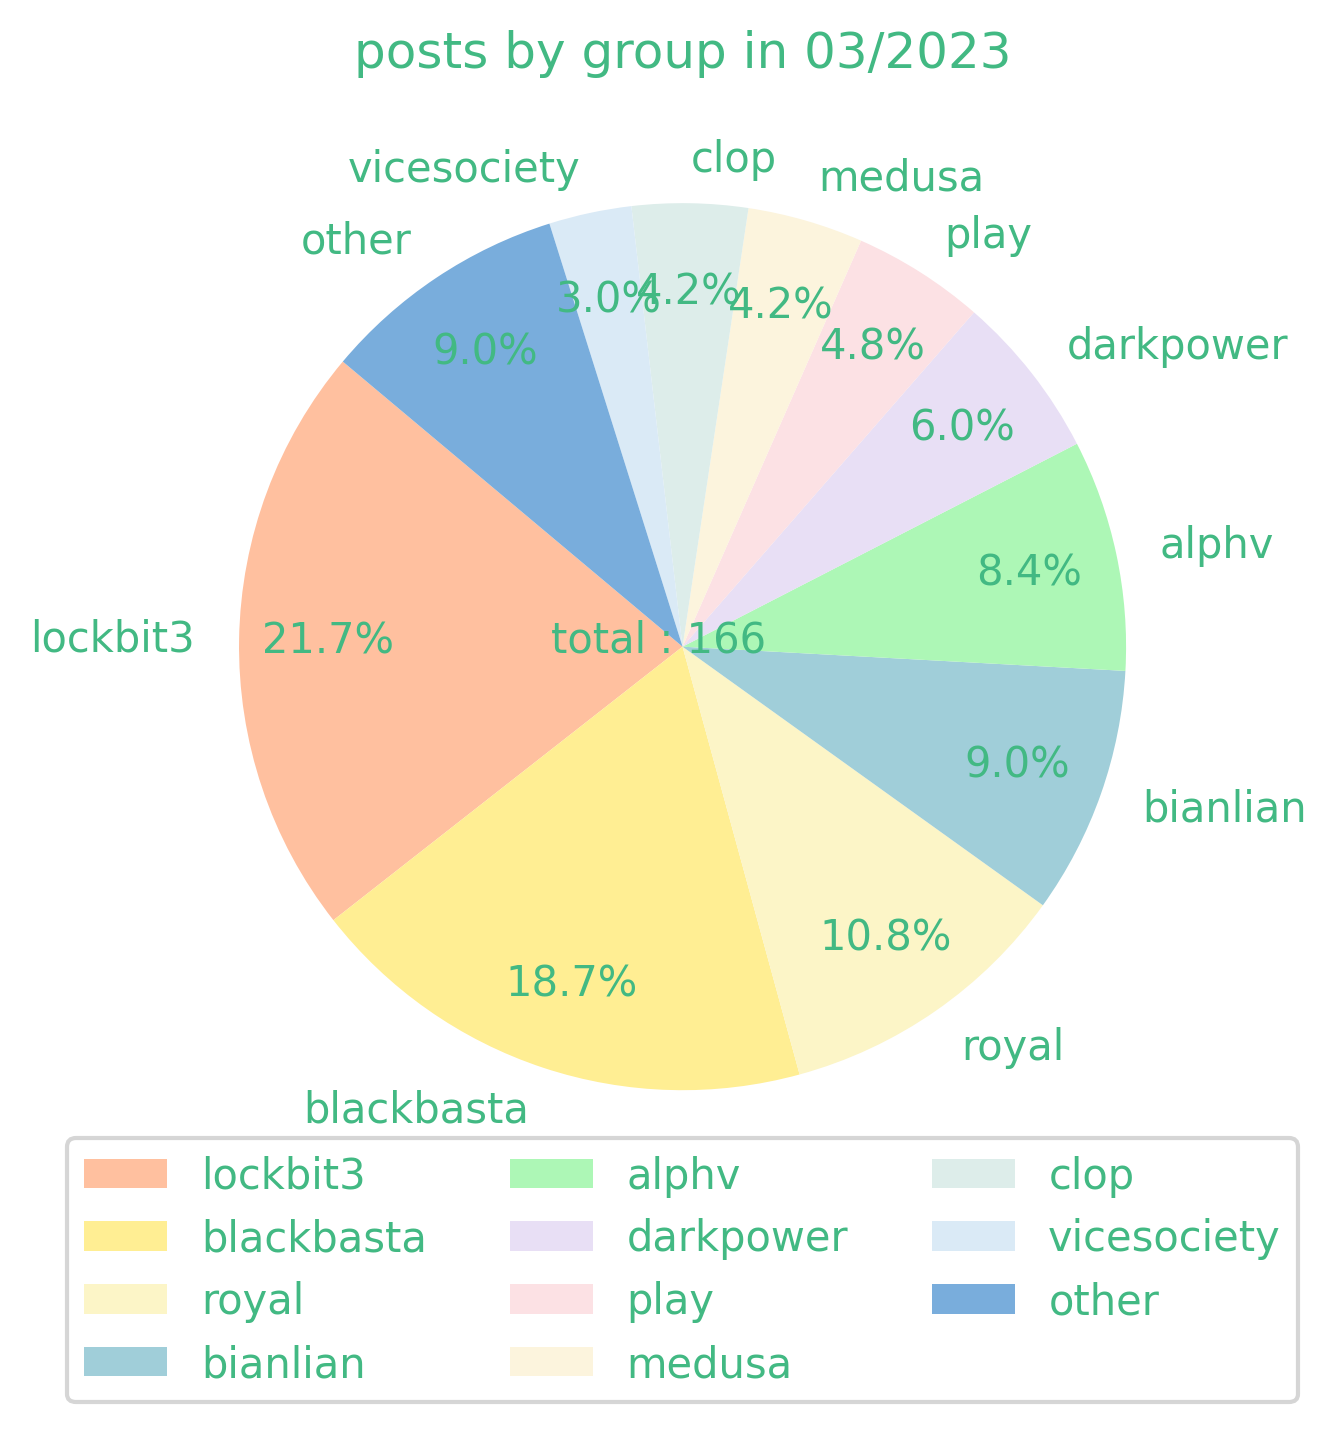 posts by group in 03/2023
clop
vicesociety
medusa
play
other
4.2%
3.0%
4.2%
4.8%
darkpower
9.0%
6.0%
alphv
8.4%
lockbit3
21.7%
total : 166
9.0%
bianlian
10.8%
18.7%
royal
blackbasta
lockbit3
blackbasta
royal
bianlian
alphv
darkpower
play
medusa
clop
vicesociety
other